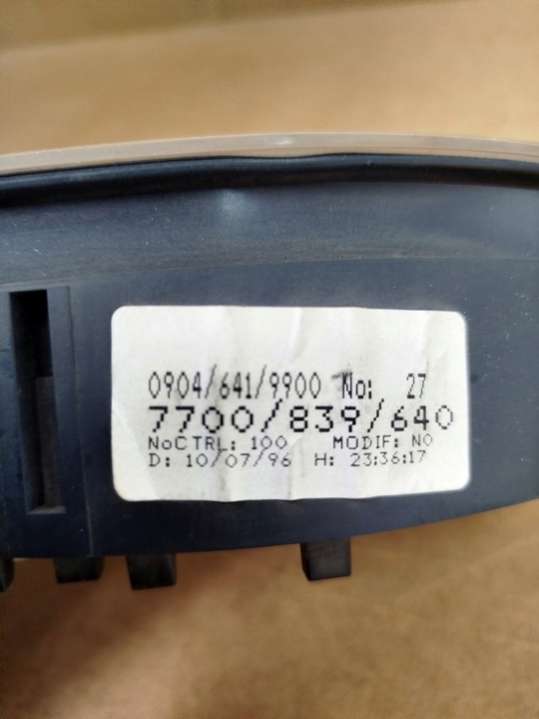 0904/641/9900 No: 27
7700/839/640
NoCTRL: 100 MODIF: NO
D: 10/07/96 H: 23:36:17